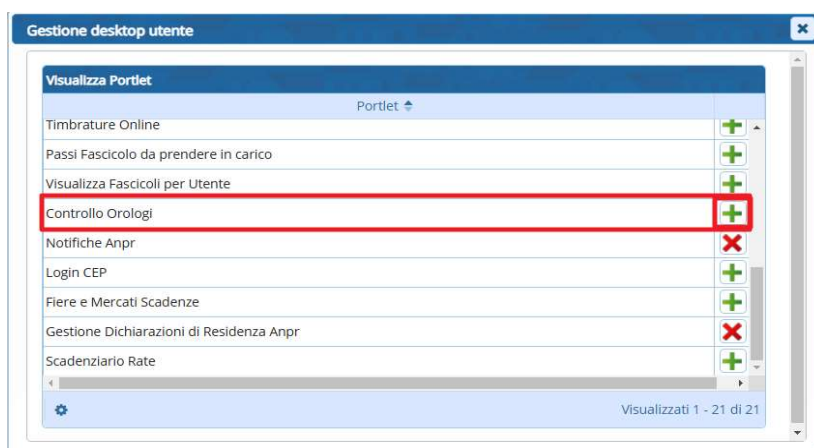 Gestione desktop utente
Visualizza Portlet
Portlet
Timbrature Online
Passi Fascicolo da prendere in carico
Visualizza Fascicoli per Utente
Controllo Orologi
Notifiche Anpr
Login CEP
Fiere e Mercati Scadenze
Gestione Dichiarazioni di Residenza Anpr
Scadenziario Rate
Visualizzati 1 - 21 di 21